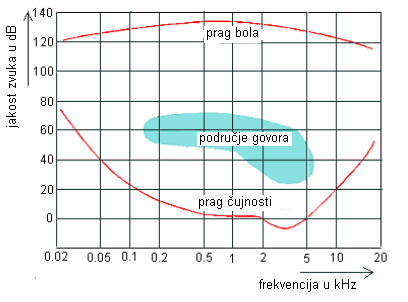 jakost zvuka u dB
140
120
100
80
60
40
20
0
prag bola
područje govora
prag čujnosti
0.02 0.05 0.1 0.2 0.5 1 2 5 10 20
frekvencija u kHz